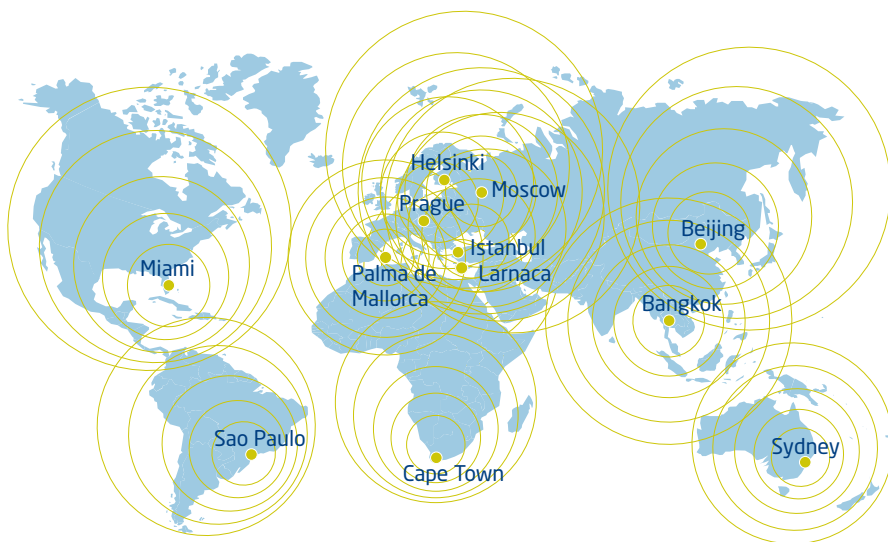 Helsinki
Moscow
Prague
Beijing
Istanbul
Miami
Palma de
Mallorca
Larnaca
Bangkok
Sao Paulo
Sydney
Cape Town